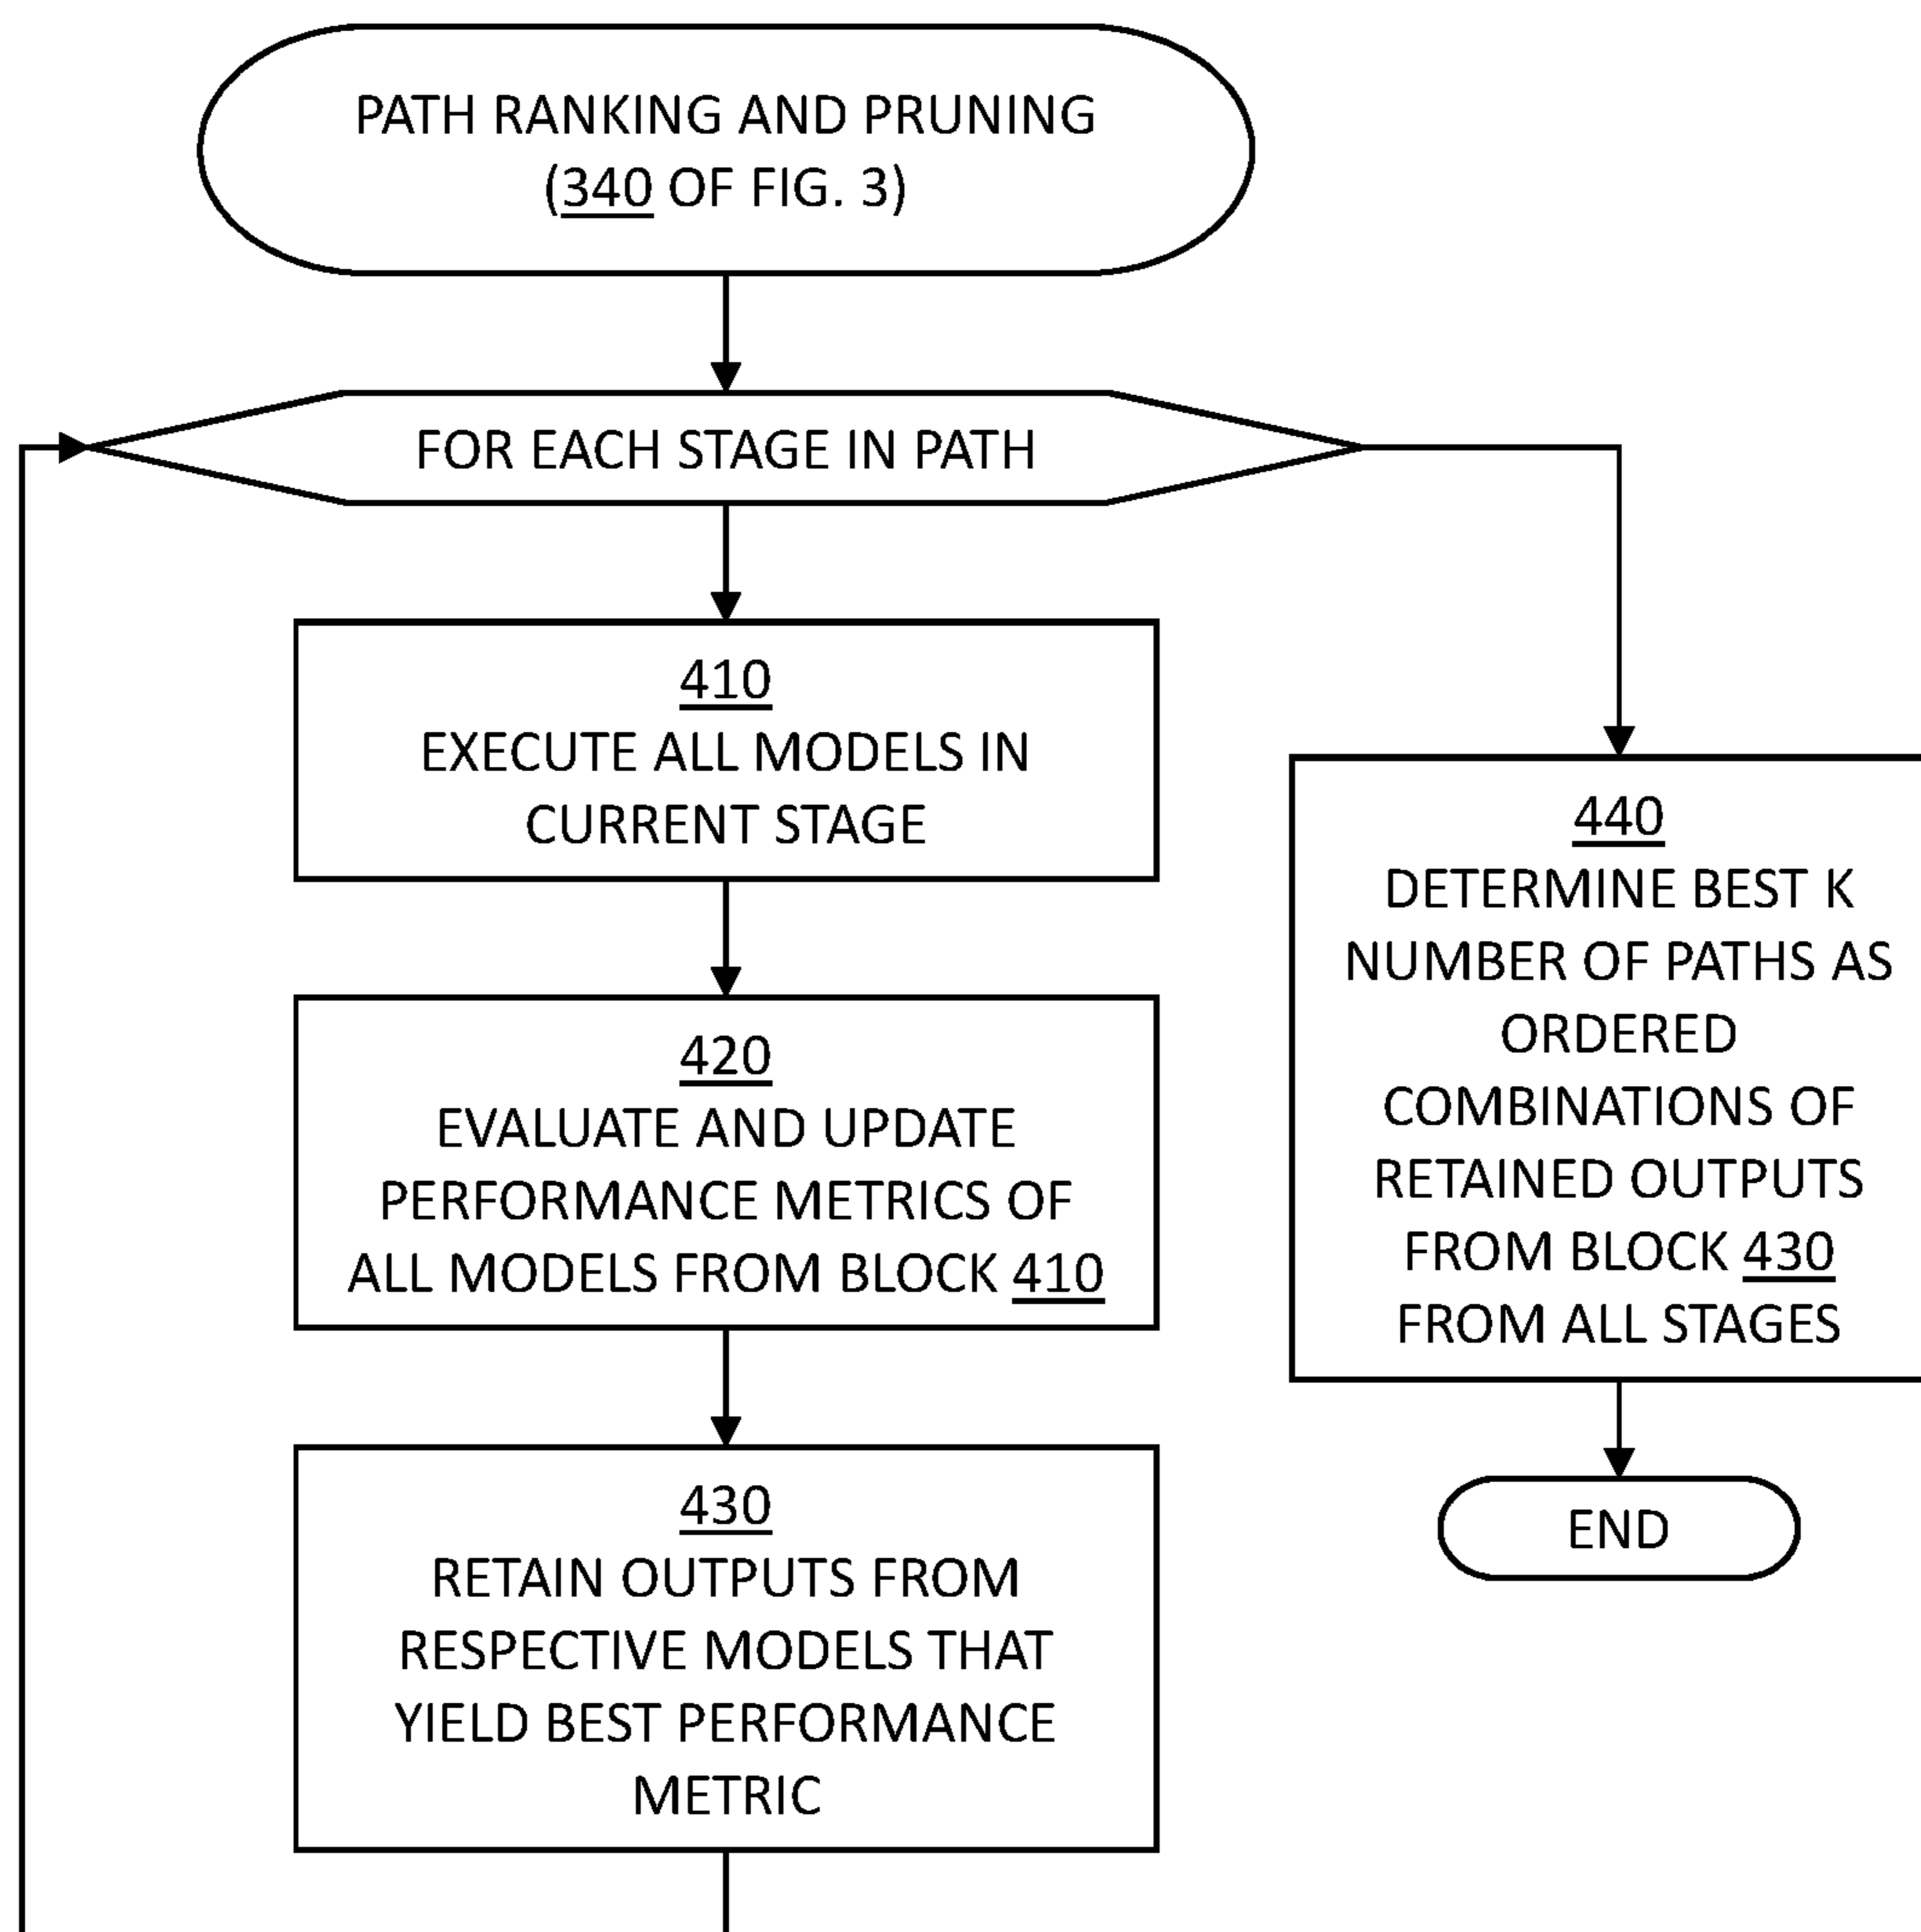 PATH RANKING AND PRUNING
(340 OF FIG. 3)
FOR EACH STAGE IN PATH
410
EXECUTE ALL MODELS IN
CURRENT STAGE
420
EVALUATE AND UPDATE
PERFORMANCE METRICS OF
ALL MODELS FROM BLOCK 410
430
RETAIN OUTPUTS FROM
RESPECTIVE MODELS THAT
YIELD BEST PERFORMANCE
METRIC
440
DETERMINE BEST K
NUMBER OF PATHS AS
ORDERED
COMBINATIONS OF
RETAINED OUTPUTS
FROM BLOCK 430
FROM ALL STAGES
END